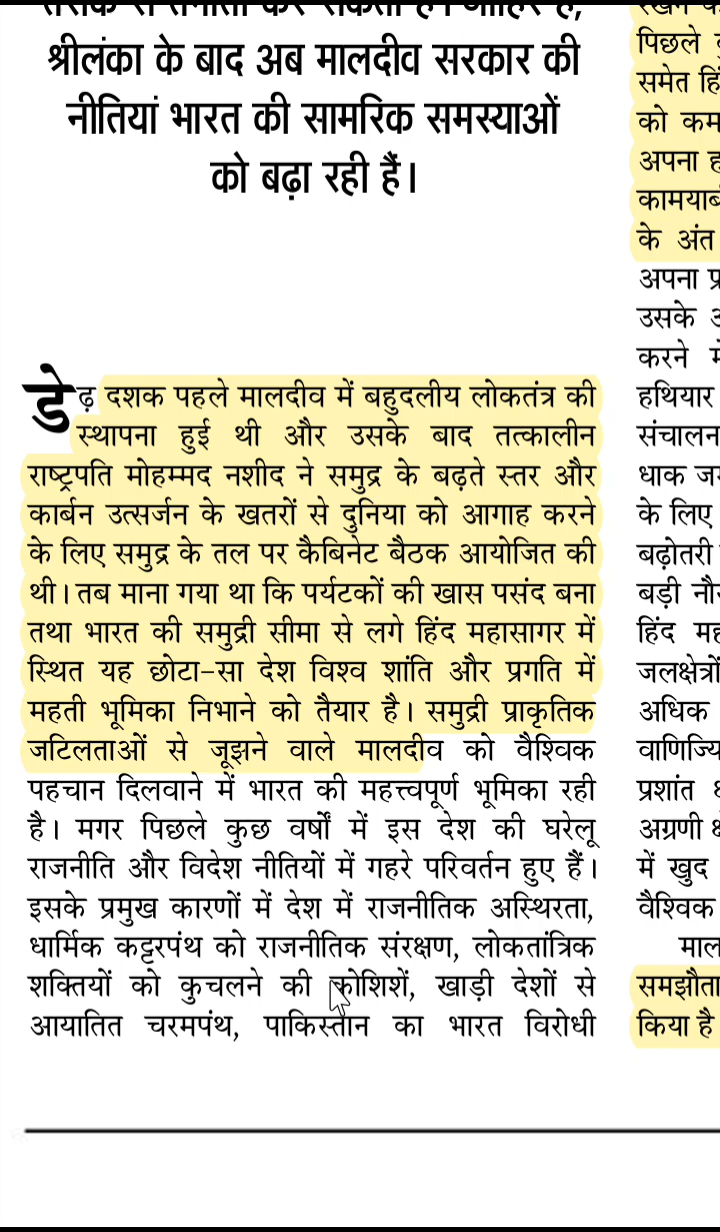 श्रीलंका के बाद अब मालदीव सरकार की
नीतियां भारत की सामरिक समस्याओं
को बढ़ा रही हैं।
डेढ़ दशक पहले मालदीव में बहुदलीय लोकतंत्र की
स्थापना हुई थी और उसके बाद तत्कालीन
राष्ट्रपति मोहम्मद नशीद ने समुद्र के बढ़ते स्तर और
कार्बन उत्सर्जन के खतरों से दुनिया को आगाह करने
के लिए समुद्र के तल पर कैबिनेट बैठक आयोजित की
थी। तब माना गया था कि पर्यटकों की खास पसंद बना
तथा भारत की समुद्री सीमा से लगे हिंद महासागर में
स्थित यह छोटा-सा देश विश्व शांति और प्रगति में
महती भूमिका निभाने को तैयार है। समुद्री प्राकृतिक
जटिलताओं से जूझने वाले मालदीव को वैश्विक
पहचान दिलवाने में भारत की महत्त्वपूर्ण भूमिका रही
है। मगर पिछले कुछ वर्षों में इस देश की घरेलू
राजनीति और विदेश नीतियों में गहरे परिवर्तन हुए हैं।
इसके प्रमुख कारणों में देश में राजनीतिक अस्थिरता,
धार्मिक कट्टरपंथ को राजनीतिक संरक्षण, लोकतांत्रिक
शक्तियों को कुचलने की कोशिशें, खाड़ी देशों से
आयातित चरमपंथ, पाकिस्तान का भारत विरोधी
पिछले
समेत
को
अपना
के अंत
अपना
उसके
करने
हथियार
संचालन
धाक
के लिए
बढ़ोतरी
बड़ी
हिंद
जलक्षेत्रों
अधिक
प्रशांत
अग्रणी
में खुद
वैश्विक
समझौता
किया है